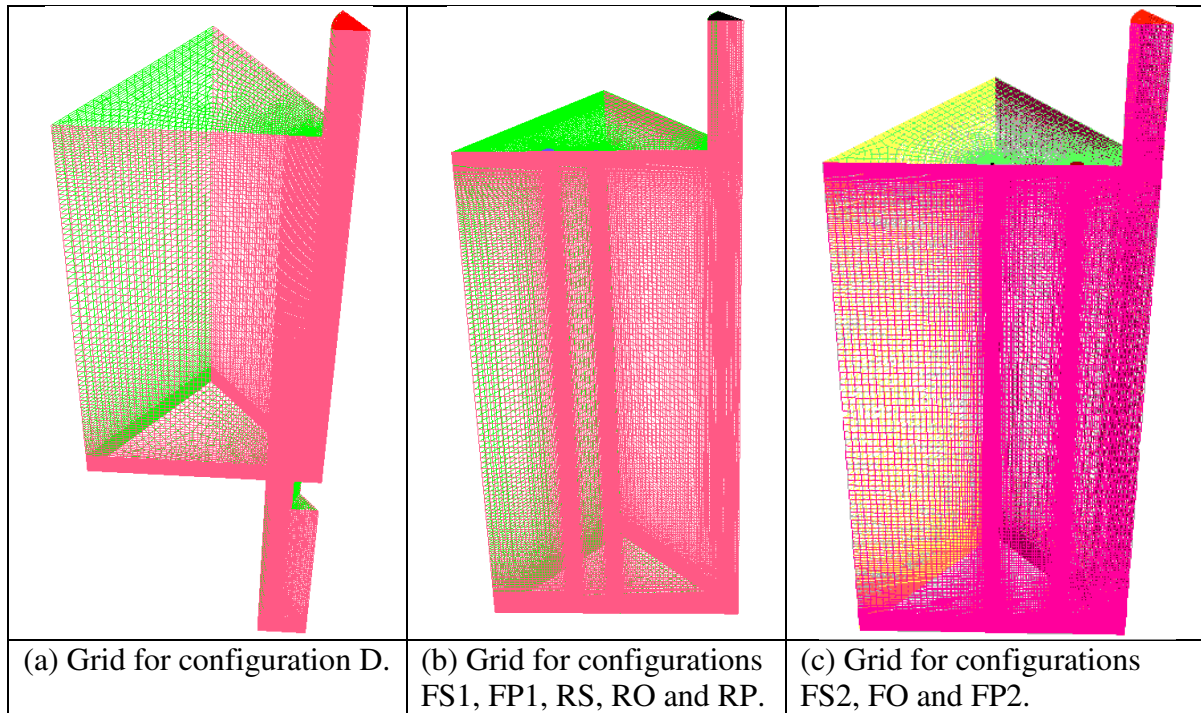 (a) Grid for configuration D.
(b) Grid for configurations
FS1, FP1, RS, RO and RP.
(c) Grid for configurations
FS2, FO and FP2.